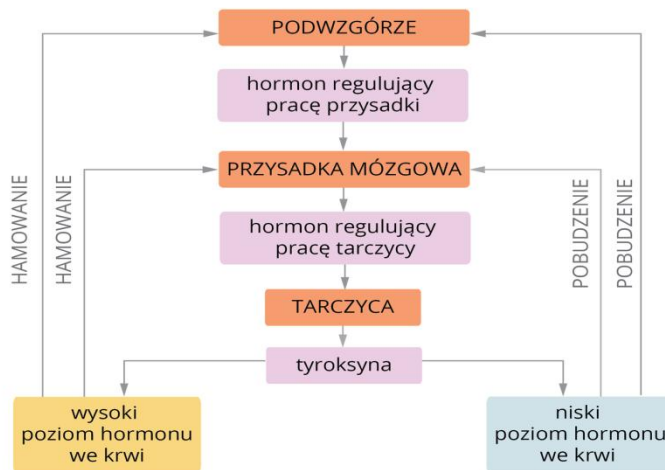 PODWZGÓRZE
hormon regulujący
pracę przysadki
PRZYSADKA MÓZGOWA
hormon regulujący
pracę tarczycy
TARCZYCA
tyroksyna
HAMOWANIE
HAMOWANIE
POBUDZENIE
POBUDZENIE
wysoki
poziom hormonu
we krwi
niski
poziom hormonu
we krwi